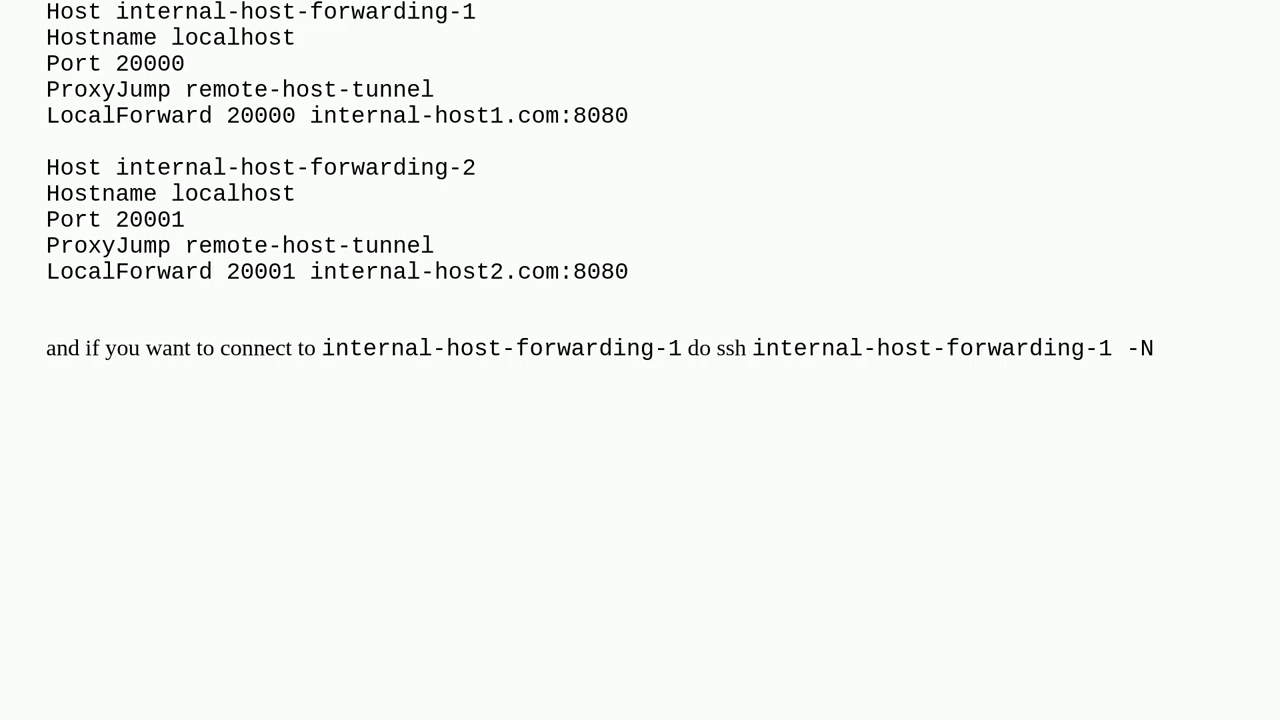 Host internal-host-forwarding-1
Hostname localhost
Port 20000
ProxyJump remote-host-tunnel
LocalForward 20000 internal-host1.com:8080
Host internal-host-forwarding-2
Hostname localhost
Port 20001
ProxyJump remote-host-tunnel
LocalForward 20001 internal-host2.com:8080
and if you want to connect to internal-host-forwarding-1 do ssh internal-host-forwarding-1 -N